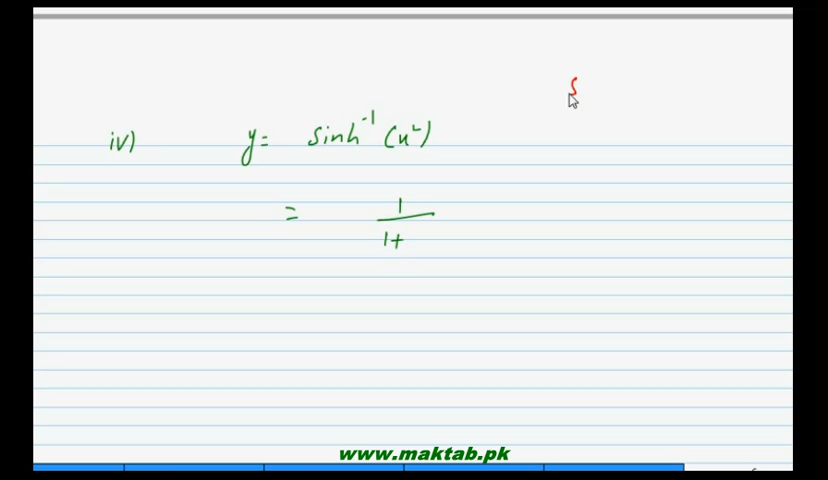 iv) y = sinh⁻¹ (x²)
= 1 / 1+
www.maktab.pk